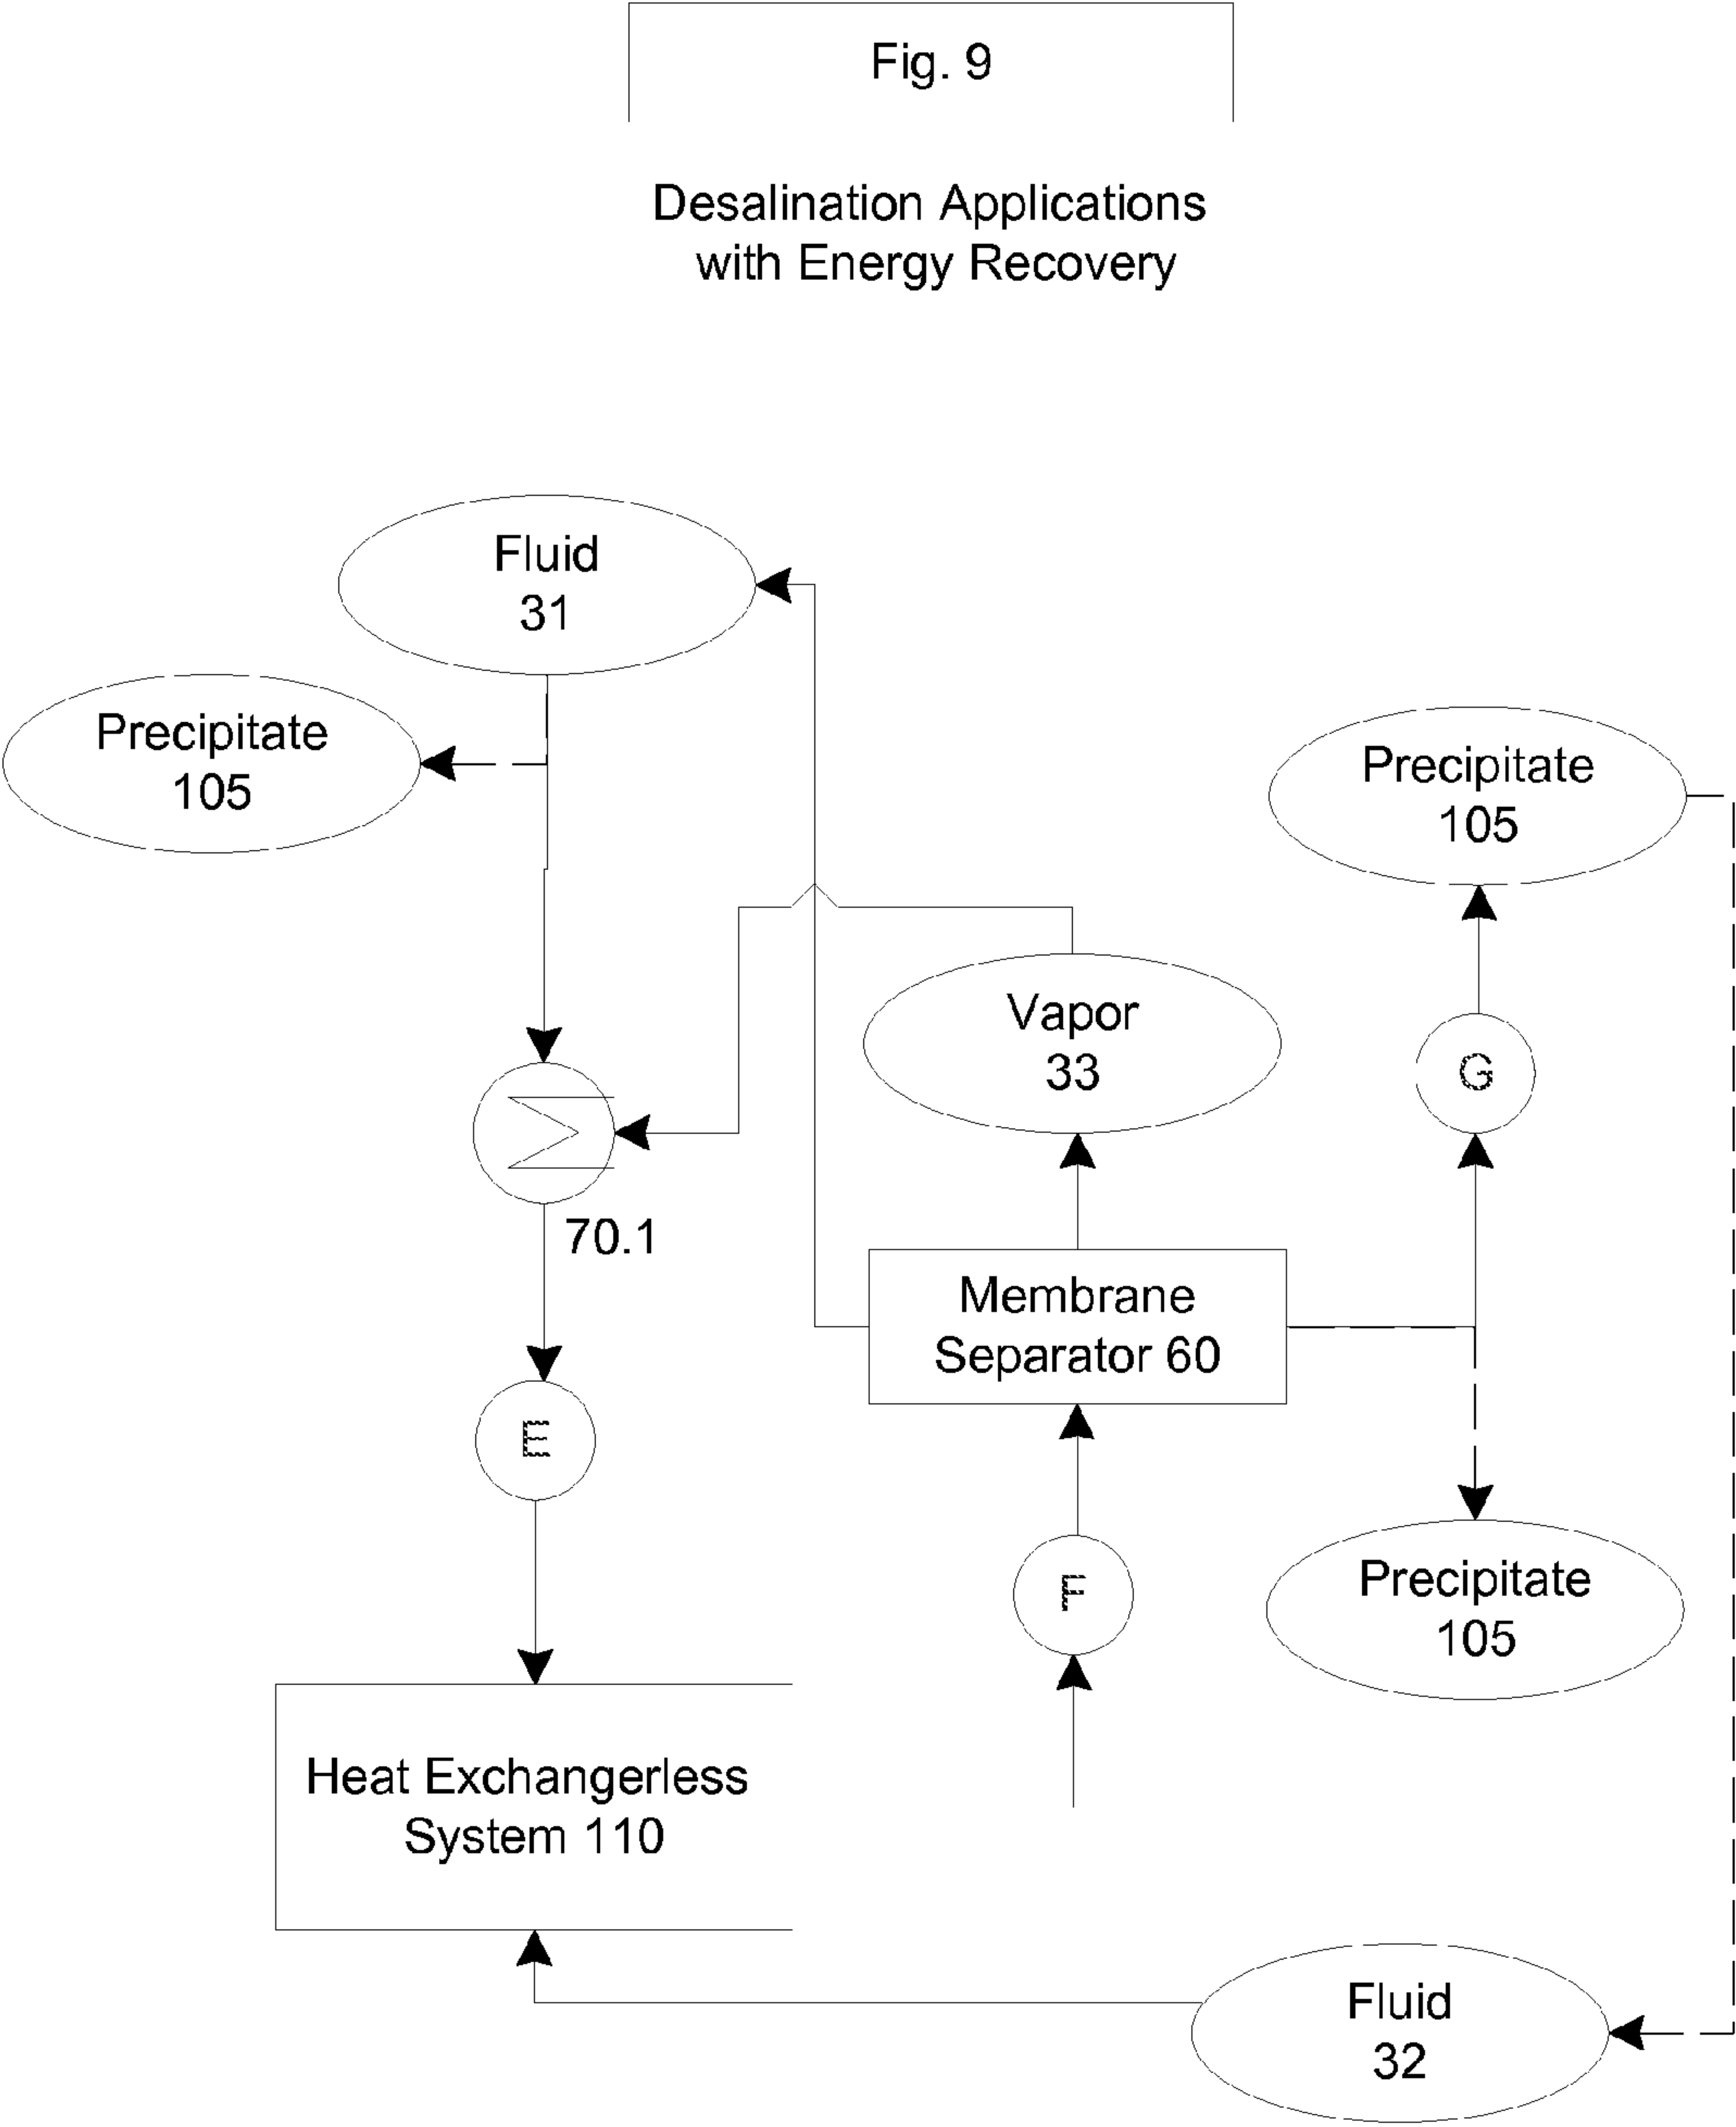 Fig. 9
Desalination Applications
with Energy Recovery
Fluid
31
Precipitate
105
Precipitate
105
Vapor
33
G
Σ
70.1
Membrane
Separator 60
E
F
Precipitate
105
Heat Exchangerless
System 110
Fluid
32